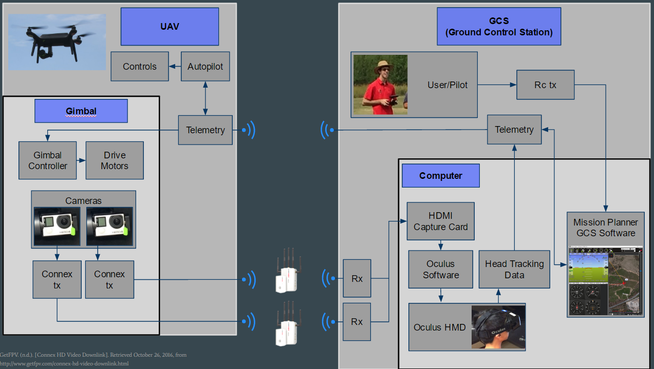 UAV
Controls
Autopilot
Gimbal
Telemetry
Gimbal
Controller
Drive
Motors
Cameras
Connex
tx
Connex
tx
GetFPV. (n.d.). [Connex HD Video Downlink]. Retrieved October 26, 2016, from
http://www.getfpv.com/connex-hd-video-downlink.html
GCS
(Ground Control Station)
User/Pilot
Rc tx
Telemetry
Computer
HDMI
Capture Card
Mission Planner
GCS Software
Oculus
Software
Head Tracking
Data
Rx
Rx
Oculus HMD